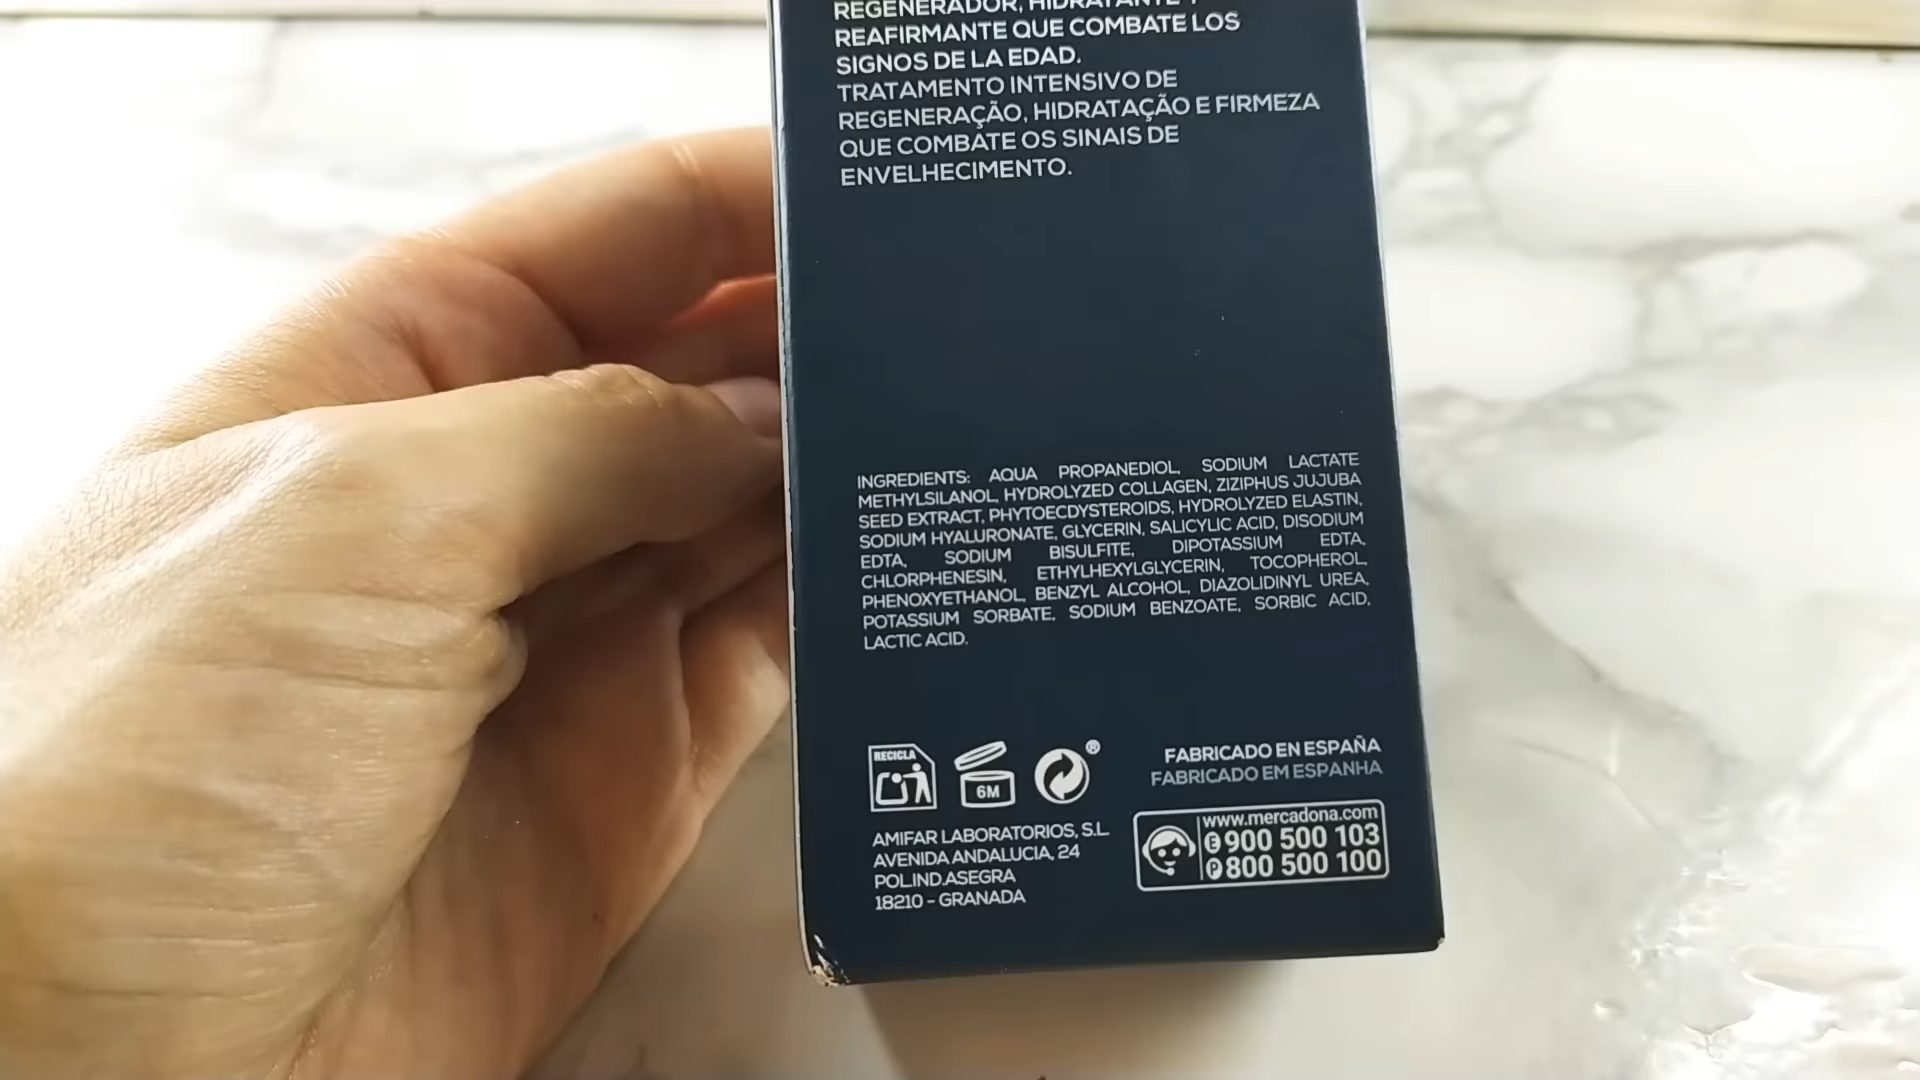 REGENERADOR, HIDRATANTE Y
REAFIRMANTE QUE COMBATE LOS
SIGNOS DE LA EDAD.
TRATAMENTO INTENSIVO DE
REGENERAÇÃO, HIDRATAÇÃO E FIRMEZA
QUE COMBATE OS SINAIS DE
ENVELHECIMENTO.
INGREDIENTS: AQUA PROPANEDIOL, SODIUM LACTATE
METHYLSILANOL, HYDROLYZED COLLAGEN, ZIZIPHUS JUJUBA
SEED EXTRACT, PHYTOECDYSTEROIDS, HYDROLYZED ELASTIN,
SODIUM HYALURONATE, GLYCERIN, SALICYLIC ACID, DISODIUM
EDTA, SODIUM BISULFITE, DIPOTASSIUM EDTA,
CHLORPHENESIN, ETHYLHEXYLGLYCERIN, TOCOPHEROL,
PHENOXYETHANOL, BENZYL ALCOHOL, DIAZOLIDINYL UREA,
POTASSIUM SORBATE, SODIUM BENZOATE, SORBIC ACID,
LACTIC ACID.
RECICLA
6M
®
AMIFAR LABORATORIOS, S.L.
AVENIDA ANDALUCIA, 24
POL.IND.ASEGRA
18210 - GRANADA
FABRICADO EN ESPAÑA
FABRICADO EM ESPANHA
www.mercadona.com
E 900 500 103
P 800 500 100